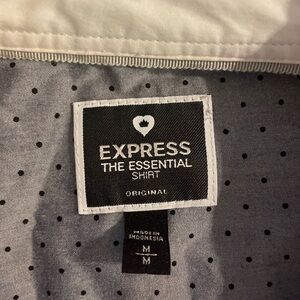 EXPRESS
THE ESSENTIAL
SHIRT
ORIGINAL
MADE IN
INDONESIA
M
M